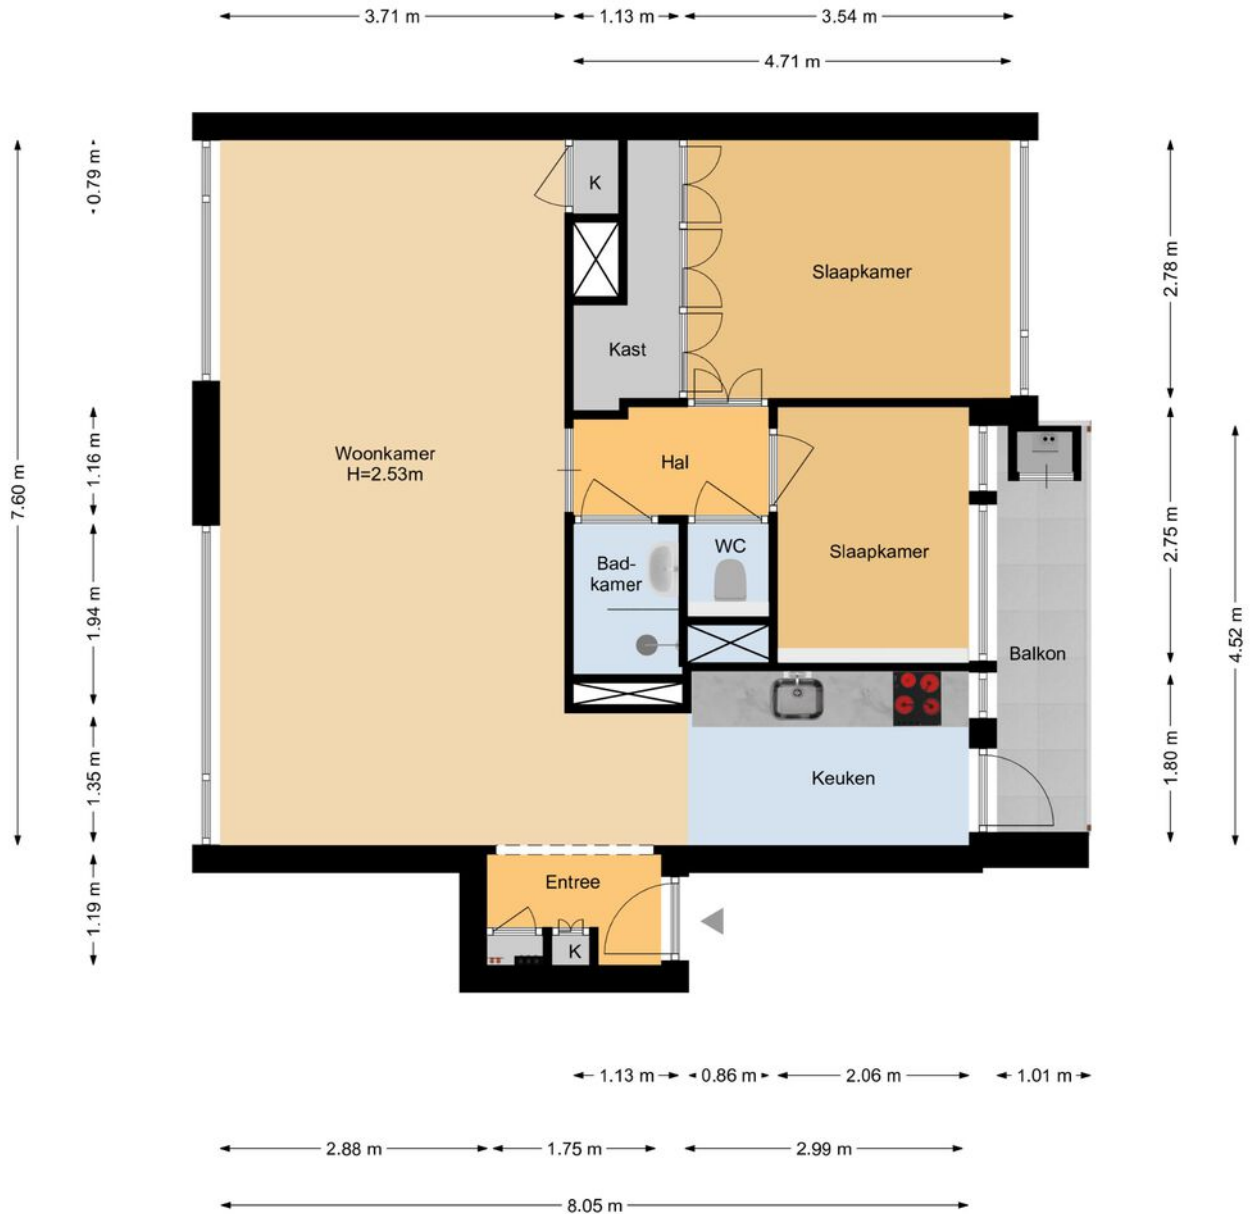 3.71 m
1.13 m
3.54 m
4.71 m
0.79 m
K
2.78 m
Slaapkamer
Kast
Woonkamer
H=2.53m
1.16 m
Hal
7.60 m
2.75 m
WC
Bad-
kamer
Slaapkamer
1.94 m
4.52 m
Balkon
1.35 m
1.80 m
Keuken
Entree
1.19 m
K
1.13 m
0.86 m
2.06 m
1.01 m
2.88 m
1.75 m
2.99 m
8.05 m